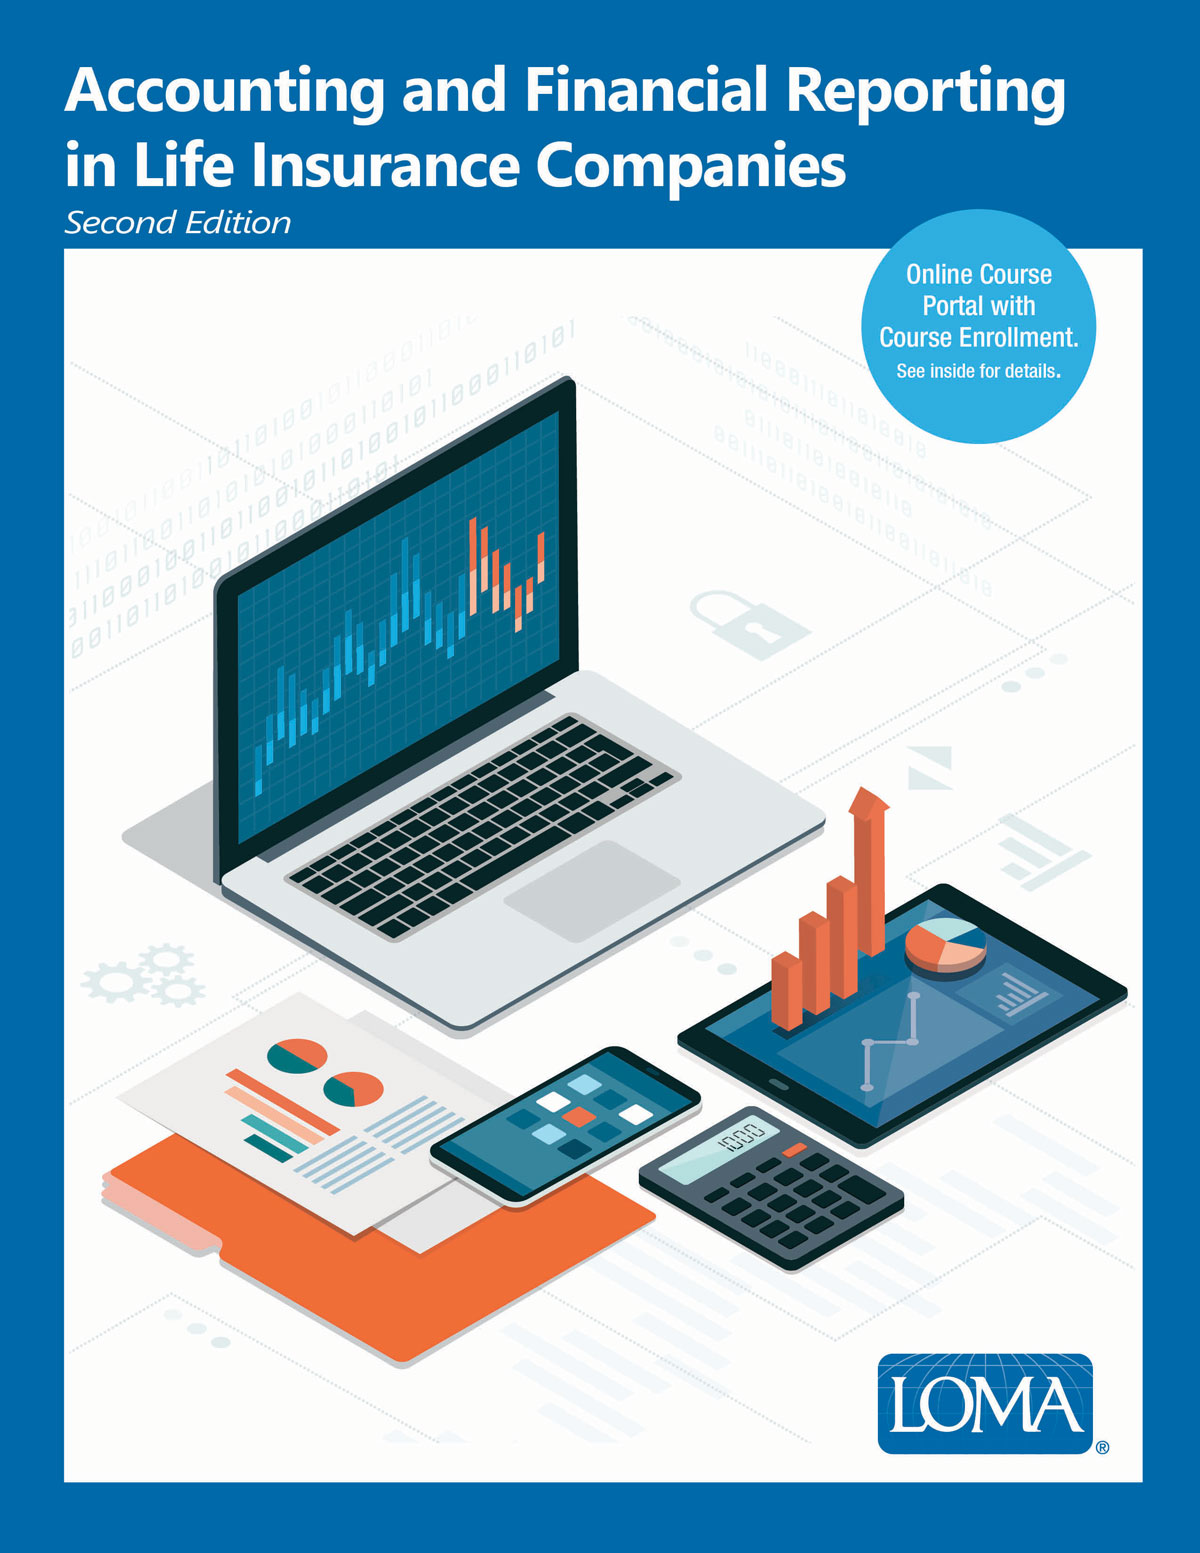 Accounting and Financial Reporting
in Life Insurance Companies
Second Edition
Online Course
Portal with
Course Enrollment.
See inside for details.
1000
LOMA
®